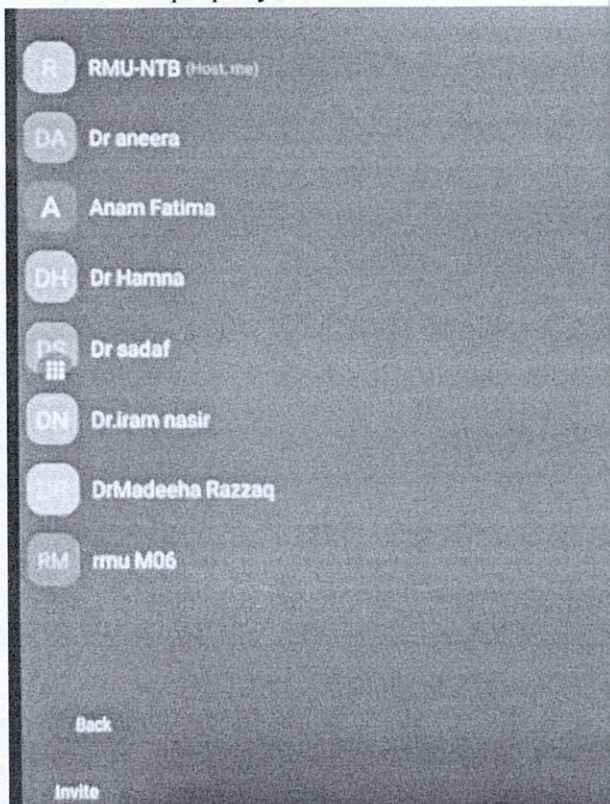 R RMU-NTB (Host, me)
DA Dr aneera
A Anam Fatima
DH Dr Hamna
DS Dr sadaf
DN Dr.iram nasir
DR DrMadeeha Razzaq
RM rmu M06
Back
Invite